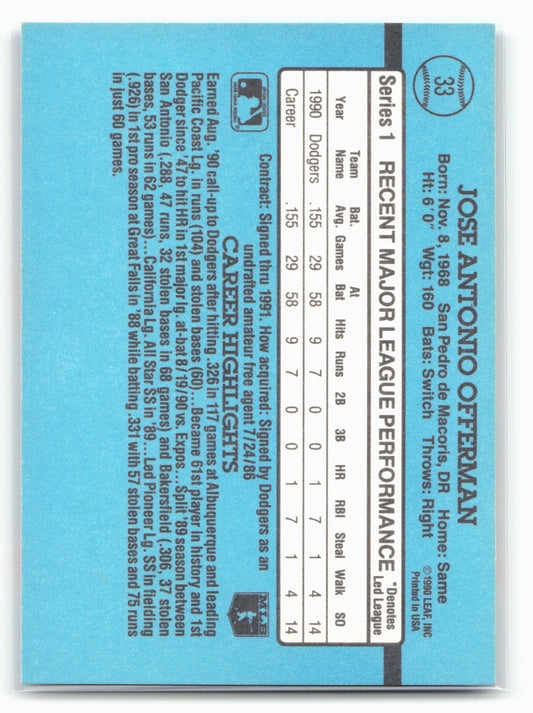 33
JOSE ANTONIO OFFERMAN
Born: Nov. 8, 1968 San Pedro de Macoris, DR Home: Same
Ht: 6' 0" Wgt: 160 Bats: Switch Throws: Right
©1990 LEAF, INC
Printed in USA
Series 1 RECENT MAJOR LEAGUE PERFORMANCE *Denotes Led League
Year Team Name Bat. Avg. Games At Bat Hits Runs 2B 3B HR RBI Steal Walk SO
1990 Dodgers .155 29 58 9 7 0 0 1 7 1 4 14
Career .155 29 58 9 7 0 0 1 7 1 4 14
Contract: Signed thru 1991. How acquired: Signed by Dodgers as an
undrafted amateur free agent 7/24/86
CAREER HIGHLIGHTS
MLB
Earned Aug. '90 call-up to Dodgers after hitting .326 in 117 games at Albuquerque and leading
Pacific Coast Lg. in runs (104) and stolen bases (60)...Became 61st player in history and 1st
Dodger since '47 to hit HR in 1st major lg. at-bat 8/19/90 vs. Expos...Split '89 season between
San Antonio (.288, 47 runs, 32 stolen bases in 68 games) and Bakersfield (.306, 37 stolen
bases, 53 runs in 62 games)...California Lg. All Star SS in '89...Led Pioneer Lg. SS in fielding
(.926) in 1st pro season at Great Falls in '88 while batting .331 with 57 stolen bases and 75 runs
in just 60 games.